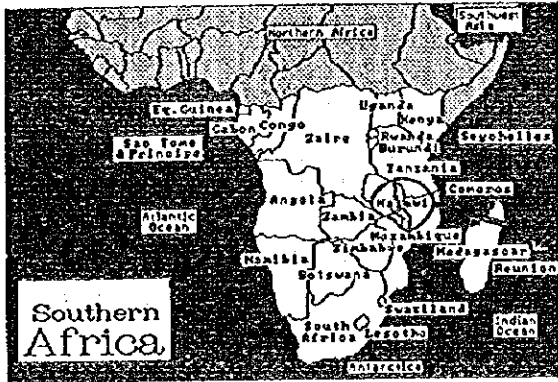 Southwest
Asia
Northern Africa
Eq. Guinea
Uganda
Kenya
Gabon
Congo
Zaire
Rwanda
Burundi
Seychelles
Sao Tome
& Principe
Tanzania
Comoros
Angola
Malawi
Zambia
Atlantic
Ocean
Mozambique
Zimbabwe
Madagascar
Namibia
Reunion
Botswana
Swaziland
South
Africa
Lesotho
Indian
Ocean
Antarctica
Southern
Africa